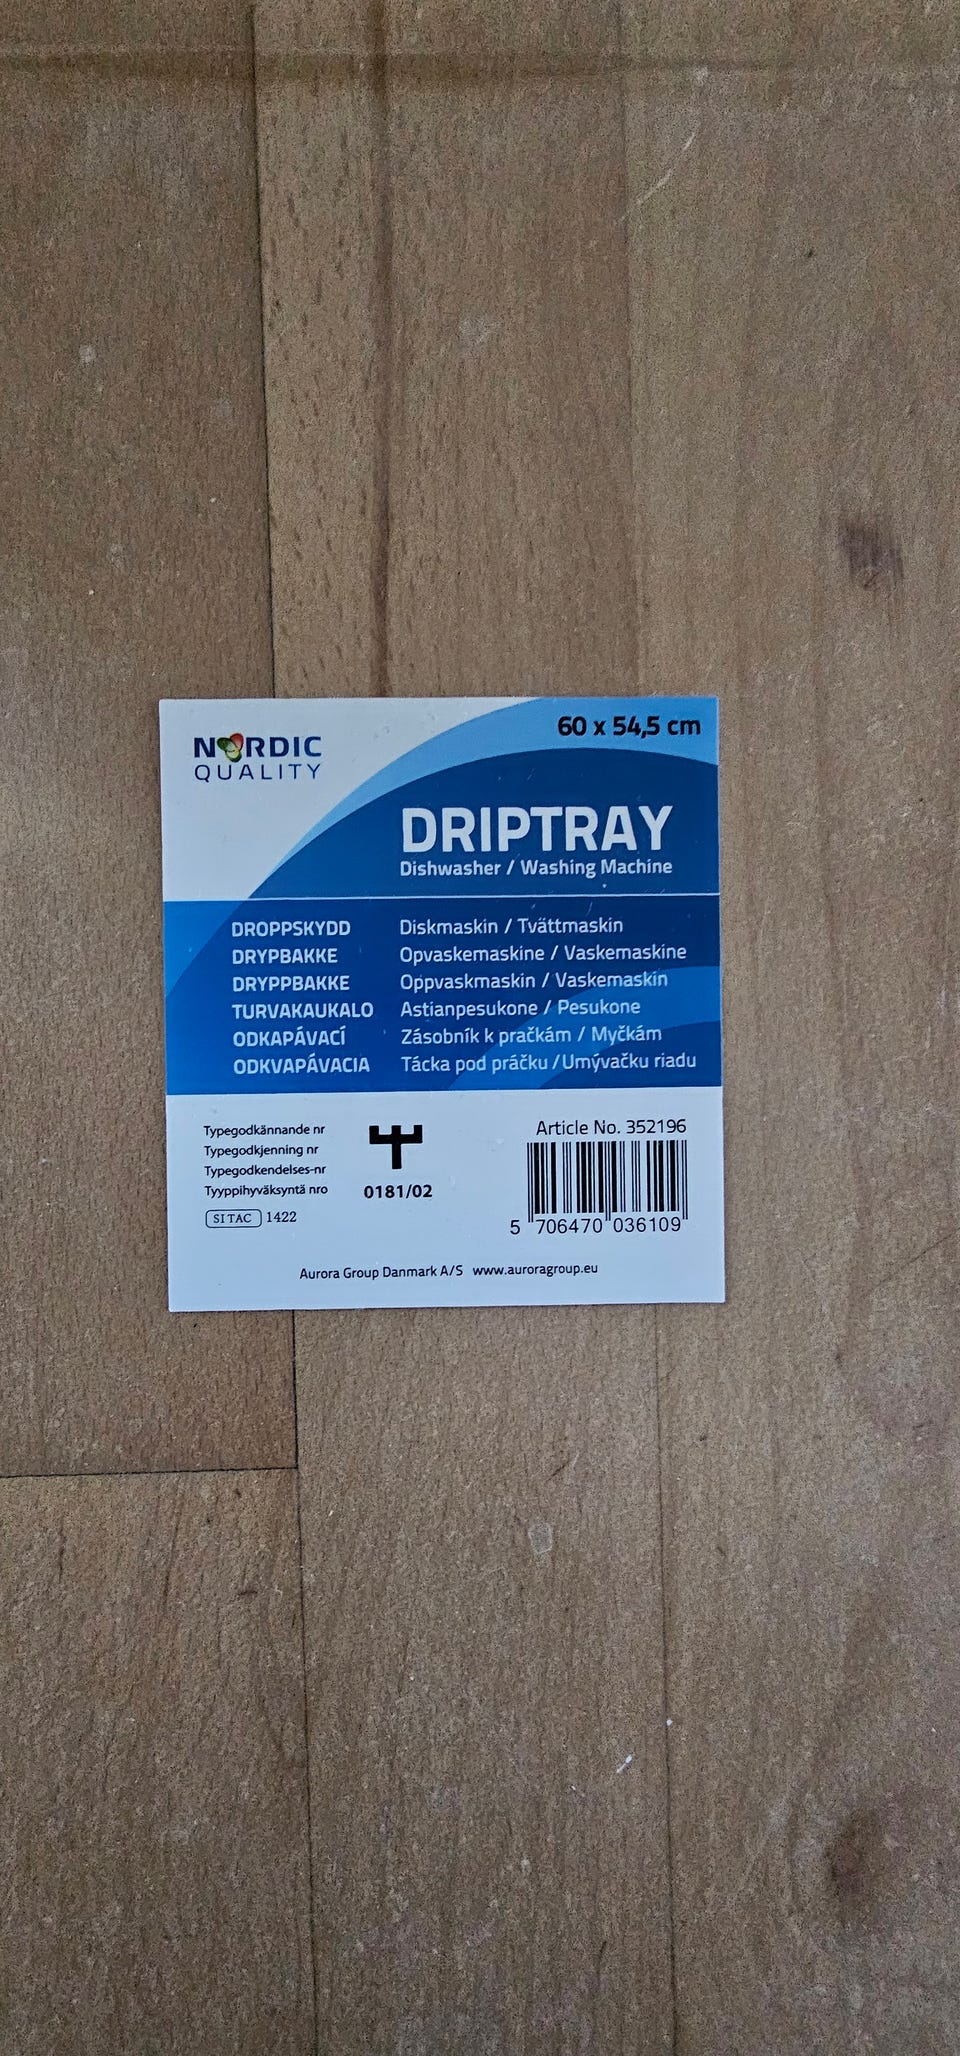 60 x 54,5 cm
NORDIC
QUALITY
DRIPTRAY
Dishwasher / Washing Machine
DROPPSKYDD Diskmaskin / Tvättmaskin
DRYPBAKKE Opvaskemaskine / Vaskemaskine
DRYPPBAKKE Oppvaskmaskin / Vaskemaskin
TURVAKAUKALO Astianpesukone / Pesukone
ODKAPÁVACÍ Zásobník k pračkám / Myčkám
ODKVAPÁVACIA Tácka pod práčku / Umývačku riadu
Typegodkännande nr
Typegodkjenning nr
Typegodkendelses-nr
Tyyppihyväksyntä nro
SITAC 1422
0181/02
Article No. 352196
5 706470 036109
Aurora Group Danmark A/S www.auroragroup.eu